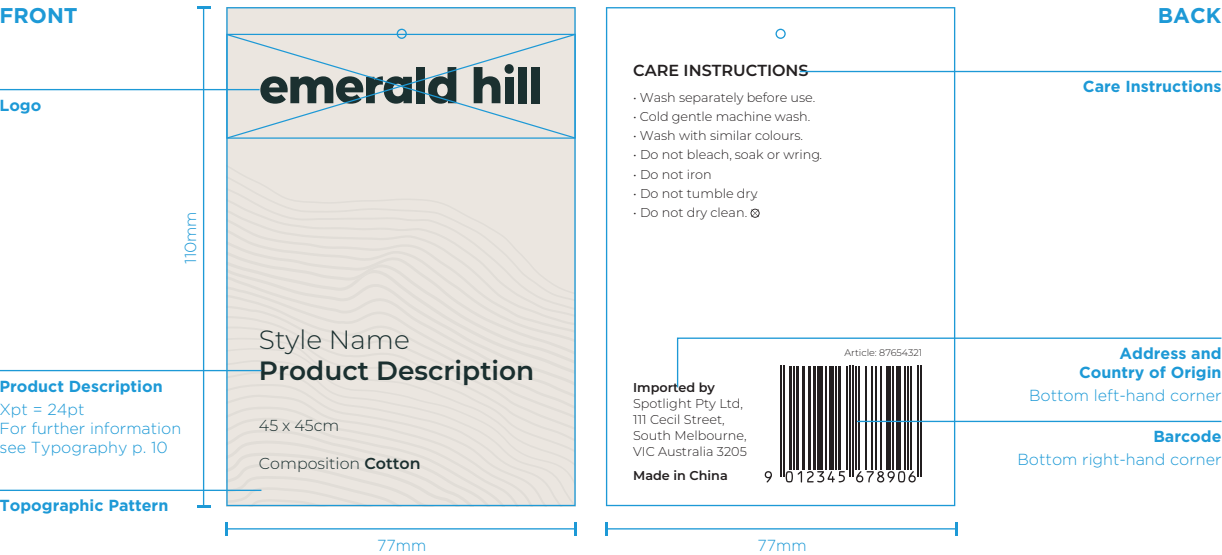 FRONT
Logo
110mm
Product Description
Xpt = 24pt
For further information
see Typography p. 10
Topographic Pattern
emerald hill
Style Name
Product Description
45 x 45cm
Composition Cotton
77mm
BACK
CARE INSTRUCTIONS
• Wash separately before use.
• Cold gentle machine wash.
• Wash with similar colours.
• Do not bleach, soak or wring.
• Do not iron
• Do not tumble dry.
• Do not dry clean.
Article: 87654321
Imported by
Spotlight Pty Ltd,
111 Cecil Street,
South Melbourne,
VIC Australia 3205
Made in China
9 012345 678906
77mm
Care Instructions
Address and
Country of Origin
Bottom left-hand corner
Barcode
Bottom right-hand corner